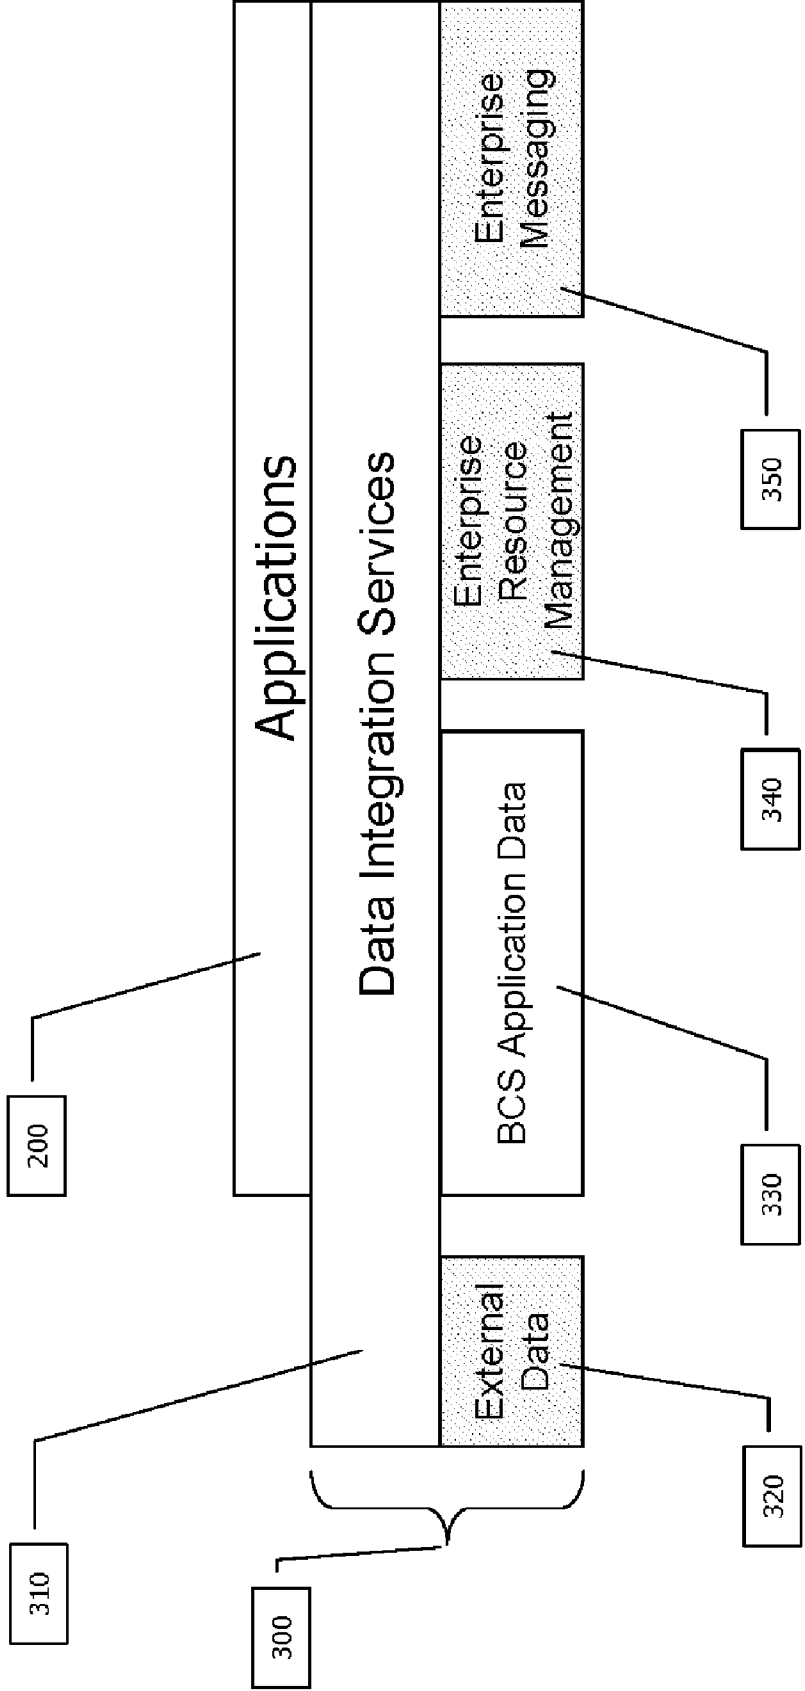 200
310
300
Applications
Data Integration Services
External
Data
BCS Application Data
Enterprise
Resource
Management
Enterprise
Messaging
320
330
340
350